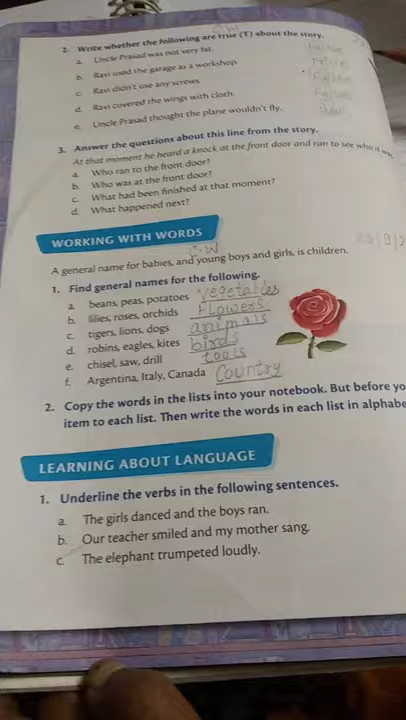 C.W
2. Write whether the following are true (T) about the story.
a. Uncle Prasad was not very fat.
b. Ravi used the garage as a workshop.
c. Ravi didn't use any screws.
d. Ravi covered the wings with cloth.
e. Uncle Prasad thought the plane wouldn't fly.
3. Answer the questions about this line from the story.
At that moment he heard a knock at the front door and ran to see who it was.
a. Who ran to the front door?
b. Who was at the front door?
c. What had been finished at that moment?
d. What happened next?
WORKING WITH WORDS
C.W
A general name for babies, and young boys and girls, is children.
1. Find general names for the following.
a. beans, peas, potatoes vegetables
b. lilies, roses, orchids Flowers
c. tigers, lions, dogs animals
d. robins, eagles, kites birds
e. chisel, saw, drill tools
f. Argentina, Italy, Canada Country
2. Copy the words in the lists into your notebook. But before yo
item to each list. Then write the words in each list in alphabe
LEARNING ABOUT LANGUAGE
1. Underline the verbs in the following sentences.
a. The girls danced and the boys ran.
b. Our teacher smiled and my mother sang.
c. The elephant trumpeted loudly.